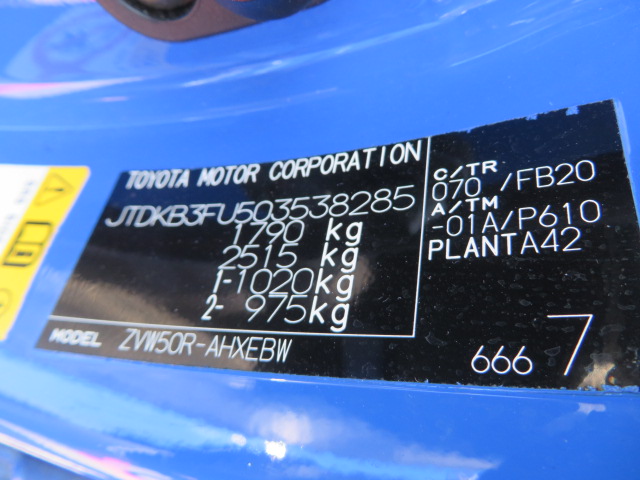 TOYOTA MOTOR CORPORATION
JTDKB3FU503538285
1790 kg
2515 kg
1-1020kg
2- 975kg
MODEL ZVW50R-AHXEBW
C/TR
070 /FB20
A/TM
-01A/P610
PLANTA42
666 7